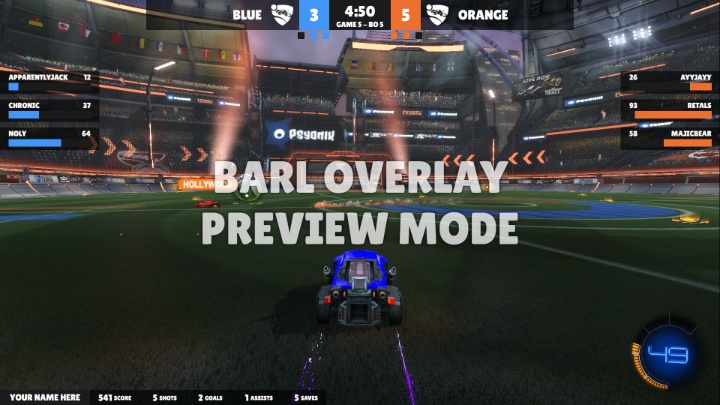 BLUE 3 4:50 5 ORANGE
GAME 5 - BO 5
APPARENTLYJACK 12
CHRONIC 37
NOLY 64
26 AYYJAYY
93 RETALS
58 MAJICBEAR
PSYONIX
HOLLYWOOD
BARL OVERLAY
PREVIEW MODE
49
YOUR NAME HERE 541 SCORE 5 SHOTS 2 GOALS 1 ASSISTS 5 SAVES